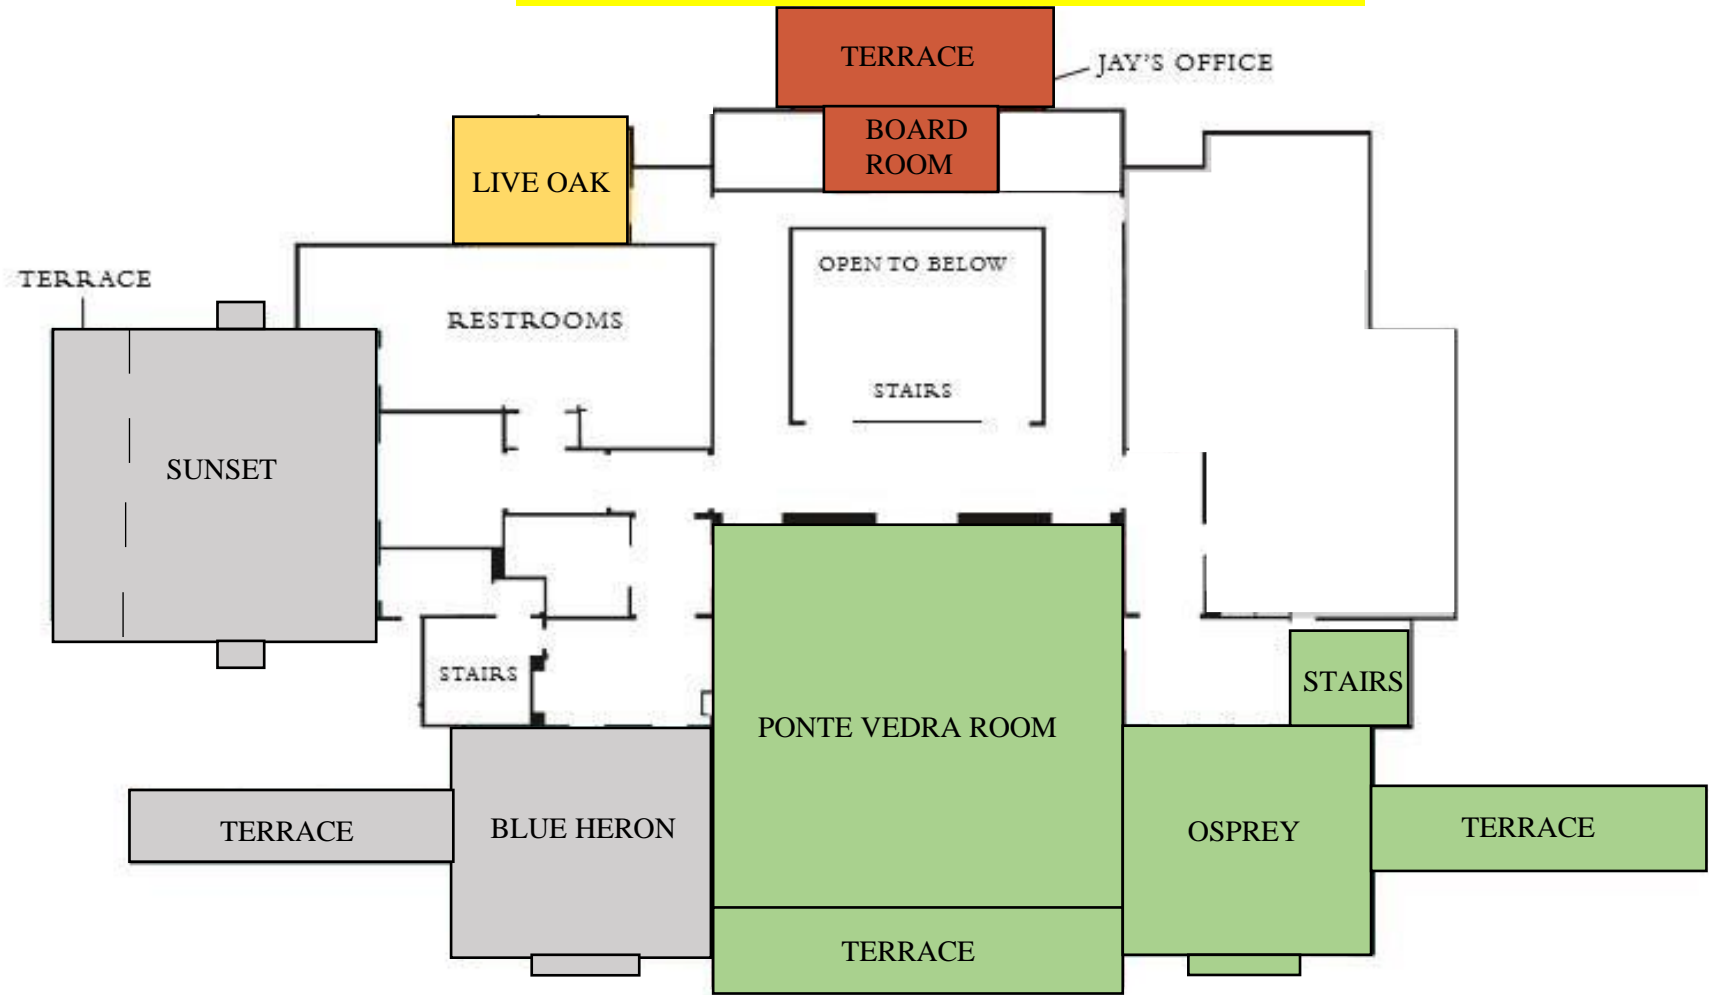 TERRACE
JAY'S OFFICE
BOARD
ROOM
LIVE OAK
OPEN TO BELOW
TERRACE
RESTROOMS
STAIRS
SUNSET
STAIRS
STAIRS
PONTE VEDRA ROOM
TERRACE
BLUE HERON
OSPREY
TERRACE
TERRACE